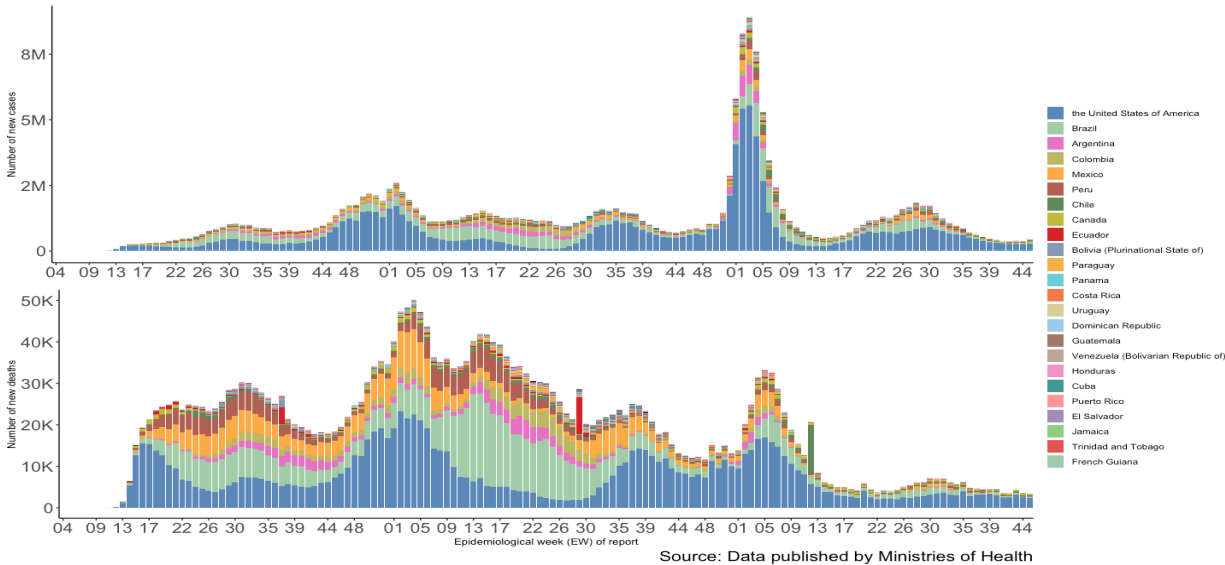 8M
5M
2M
0
Number of new cases
04 09 13 17 22 26 30 35 39 44 48 01 05 09 13 17 22 26 30 35 39 44 48 01 05 09 13 17 22 26 30 35 39 44
50K
40K
30K
20K
10K
0
Number of new deaths
04 09 13 17 22 26 30 35 39 44 48 01 05 09 13 17 22 26 30 35 39 44 48 01 05 09 13 17 22 26 30 35 39 44
Epidemiological week (EW) of report
Source: Data published by Ministries of Health
the United States of America
Brazil
Argentina
Colombia
Mexico
Peru
Chile
Canada
Ecuador
Bolivia (Plurinational State of)
Paraguay
Panama
Costa Rica
Uruguay
Dominican Republic
Guatemala
Venezuela (Bolivarian Republic of)
Honduras
Cuba
Puerto Rico
El Salvador
Jamaica
Trinidad and Tobago
French Guiana